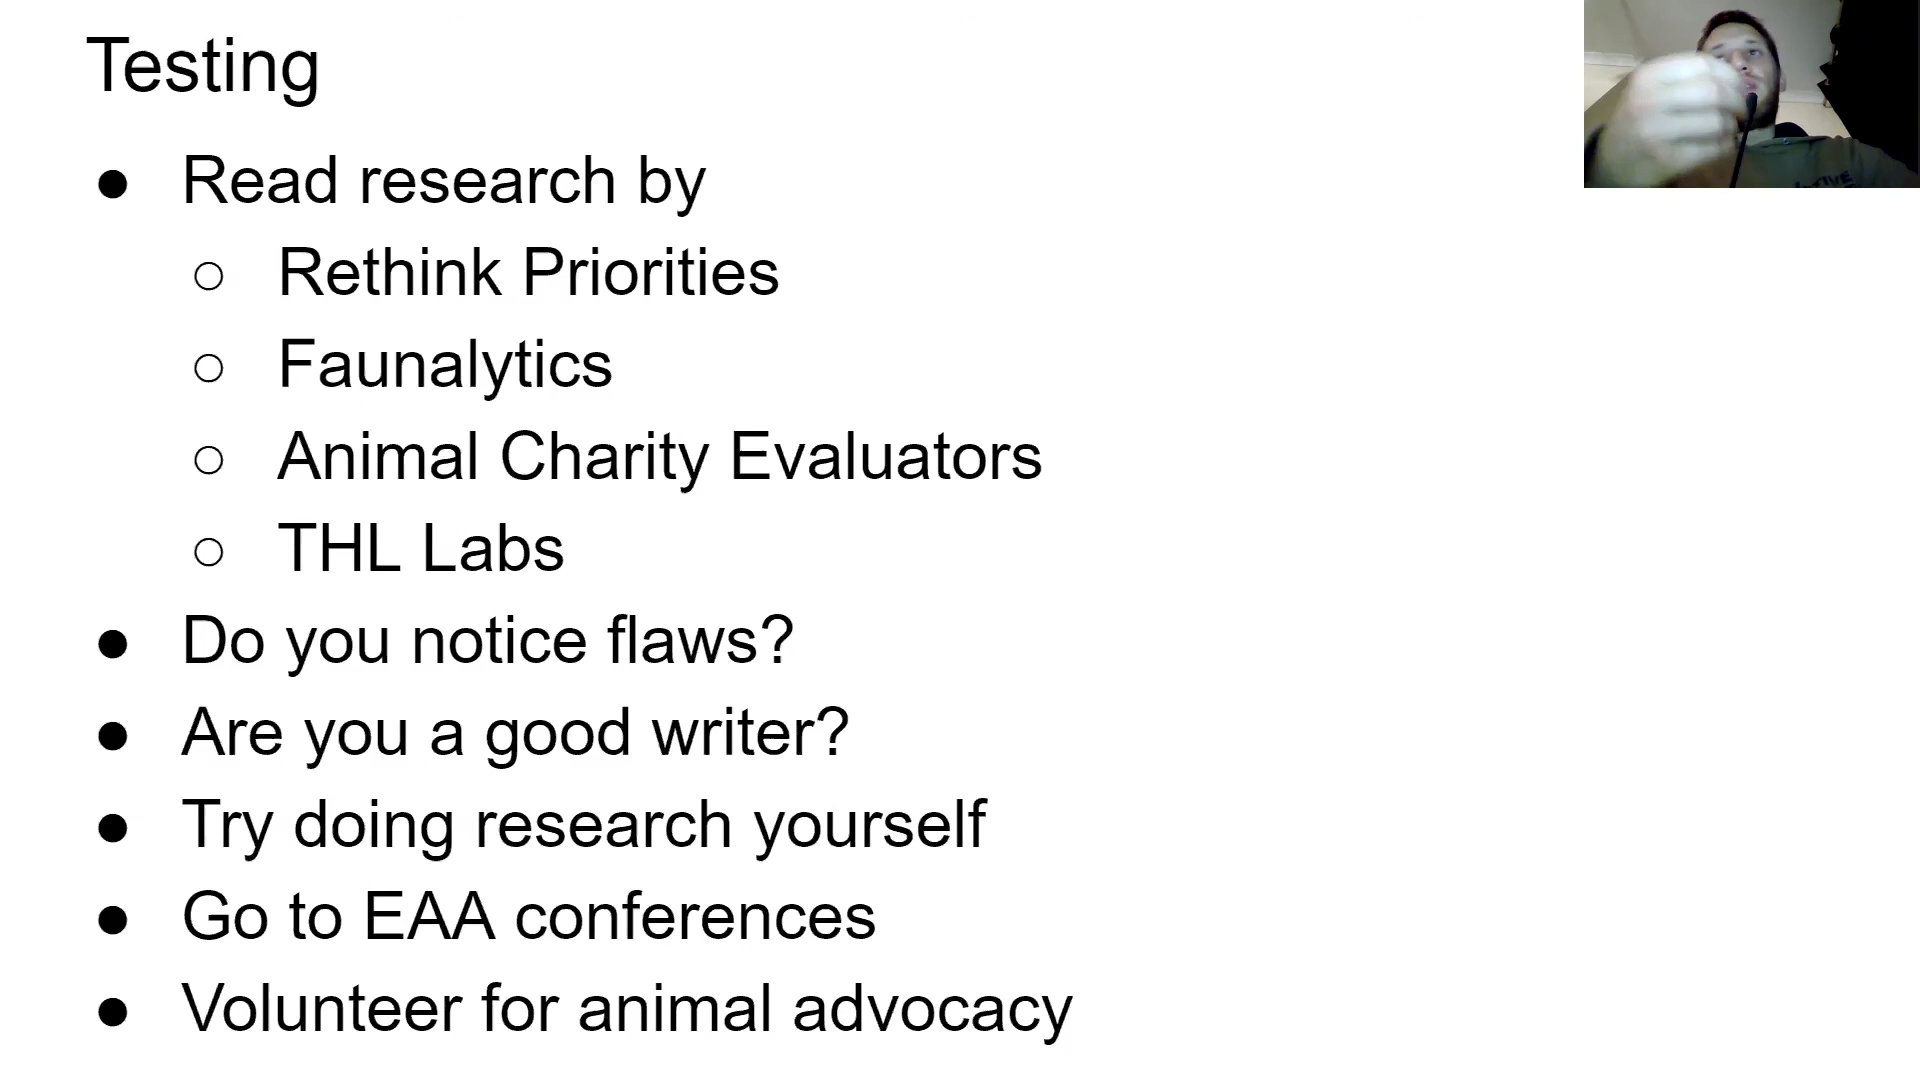 Testing
● Read research by
○ Rethink Priorities
○ Faunalytics
○ Animal Charity Evaluators
○ THL Labs
● Do you notice flaws?
● Are you a good writer?
● Try doing research yourself
● Go to EAA conferences
● Volunteer for animal advocacy